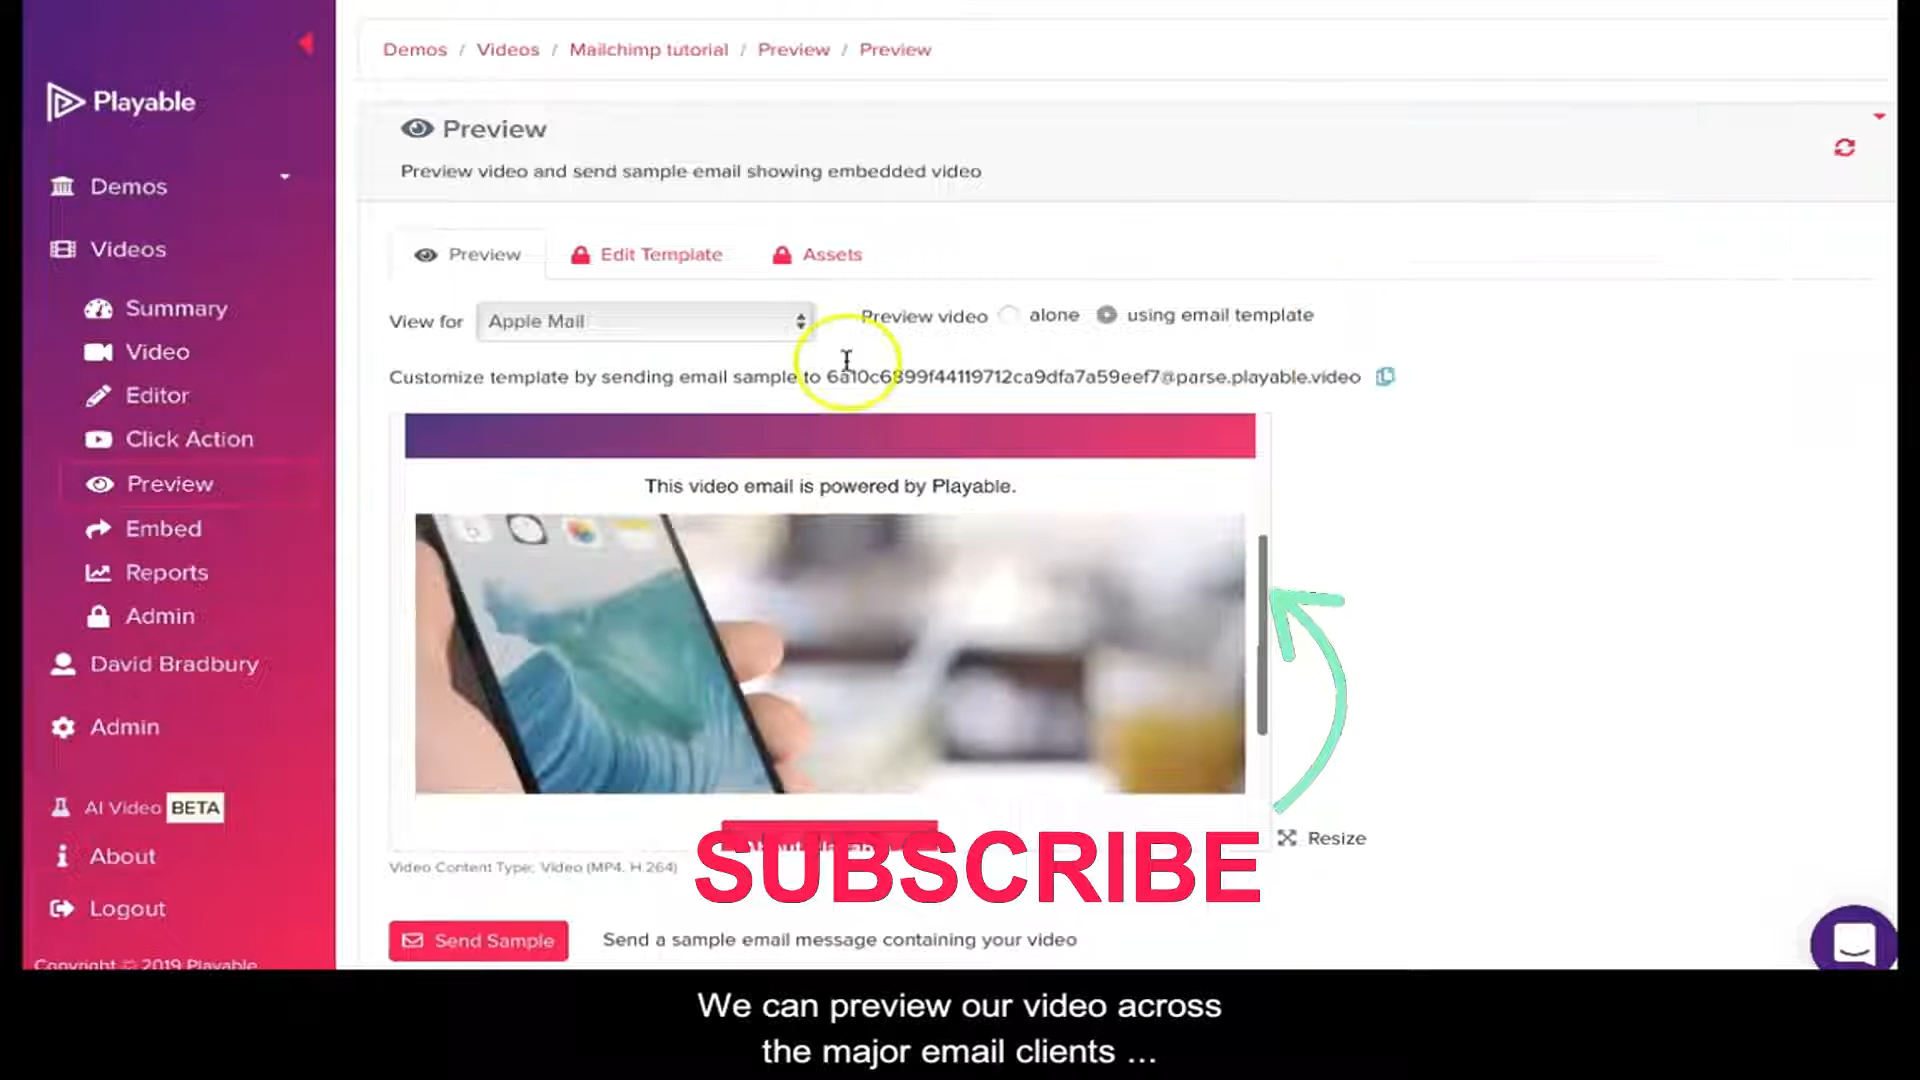 Playable
Demos
Videos
Summary
Video
Editor
Click Action
Preview
Embed
Reports
Admin
David Bradbury
Admin
AI Video BETA
About
Logout
Copyright © 2019 Playable
Demos / Videos / Mailchimp tutorial / Preview / Preview
Preview
Preview video and send sample email showing embedded video
Preview Edit Template Assets
View for Apple Mail Preview video alone using email template
Customize template by sending email sample to 6a10c6899f44119712ca9dfa7a59eef7@parse.playable.video
This video email is powered by Playable.
SUBSCRIBE
Resize
Video Content Type: Video (MP4, H.264)
Send Sample Send a sample email message containing your video
We can preview our video across
the major email clients ...